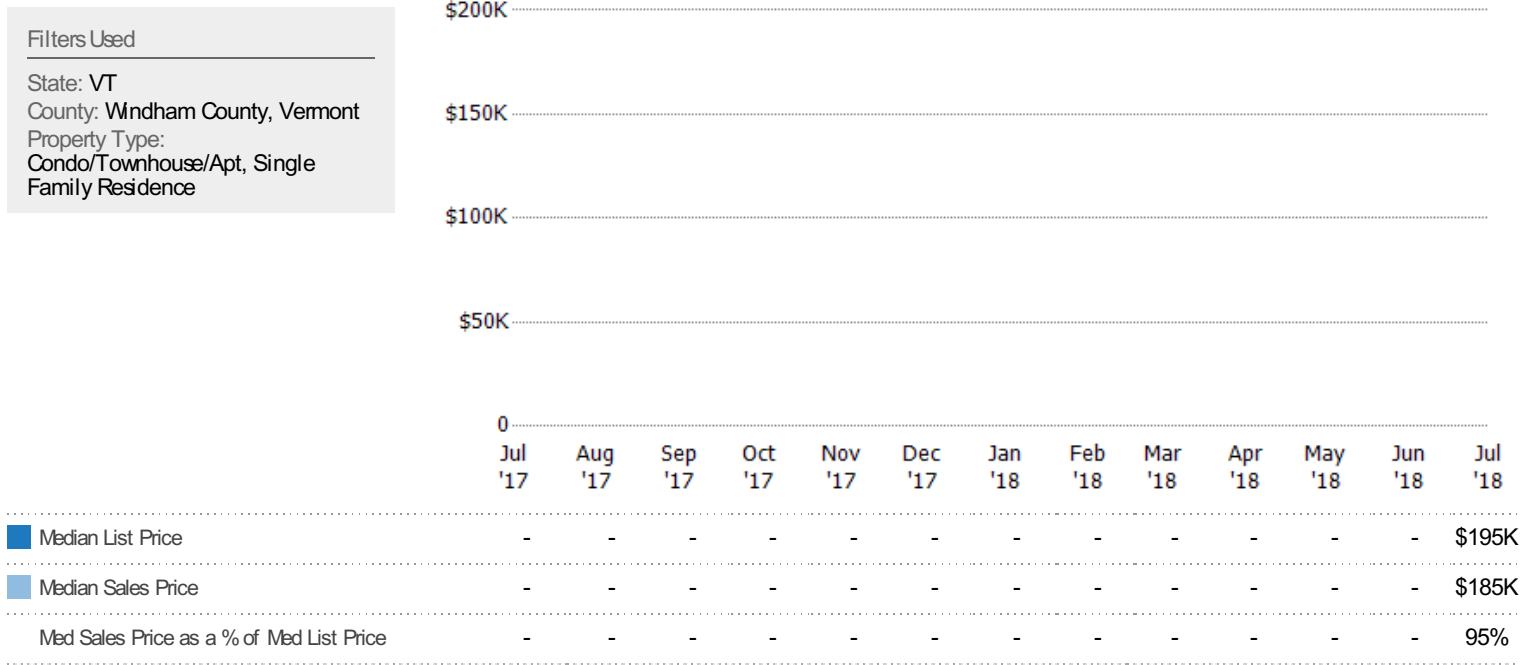 Filters Used
State: VT
County: Windham County, Vermont
Property Type:
Condo/Townhouse/Apt, Single
Family Residence
$200K
$150K
$100K
$50K
0
Jul Aug Sep Oct Nov Dec Jan Feb Mar Apr May Jun Jul
'17 '17 '17 '17 '17 '17 '18 '18 '18 '18 '18 '18 '18
Median List Price - - - - - - - - - - - - $195K
Median Sales Price - - - - - - - - - - - - $185K
Med Sales Price as a % of Med List Price - - - - - - - - - - - - 95%